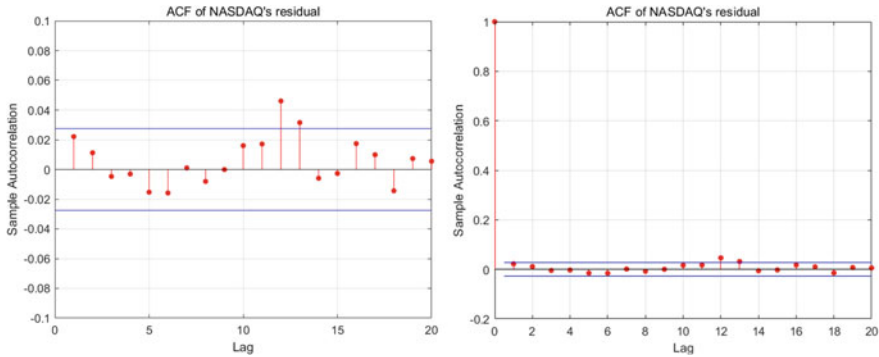 ACF of NASDAQ's residual
0.1
0.08
0.06
0.04
0.02
0
-0.02
-0.04
-0.06
-0.08
-0.1
Sample Autocorrelation
0 5 10 15 20
Lag
ACF of NASDAQ's residual
1
0.8
0.6
0.4
0.2
0
-0.2
Sample Autocorrelation
0 2 4 6 8 10 12 14 16 18 20
Lag